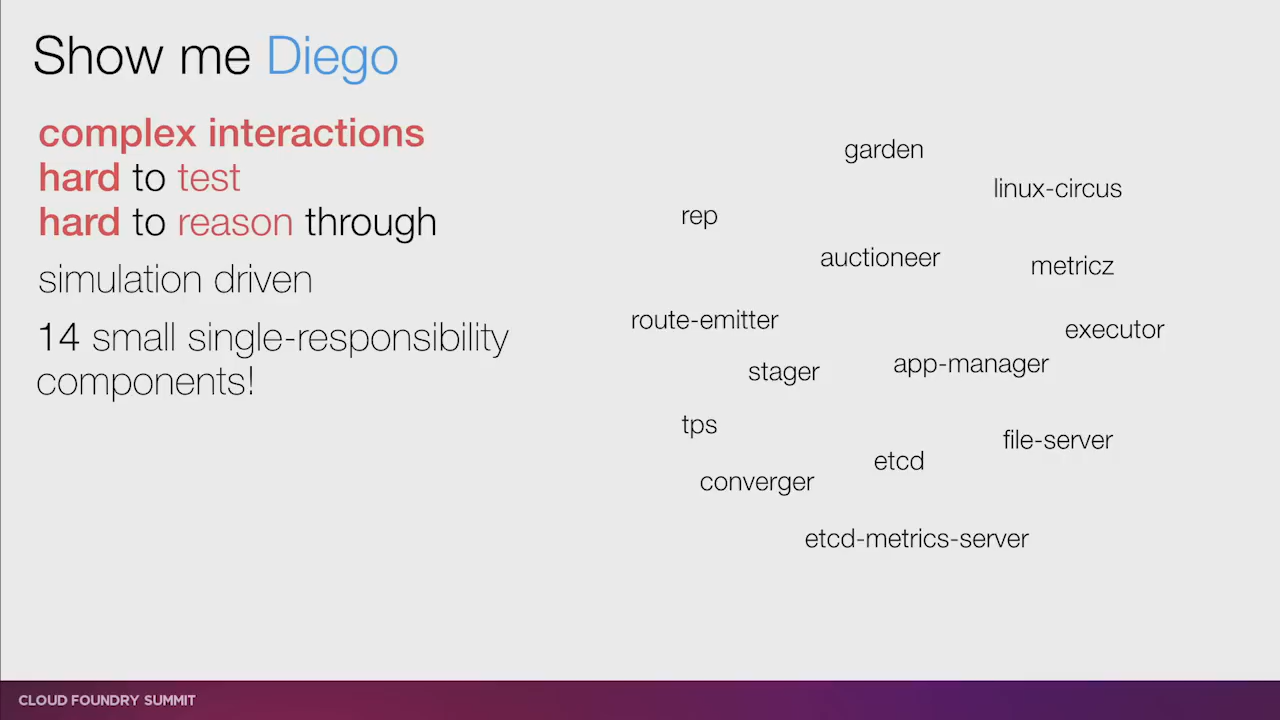 Show me Diego
complex interactions
hard to test
hard to reason through
simulation driven
14 small single-responsibility
components!
garden
linux-circus
rep
auctioneer
metricz
route-emitter
executor
app-manager
stager
tps
file-server
etcd
converger
etcd-metrics-server
CLOUD FOUNDRY SUMMIT